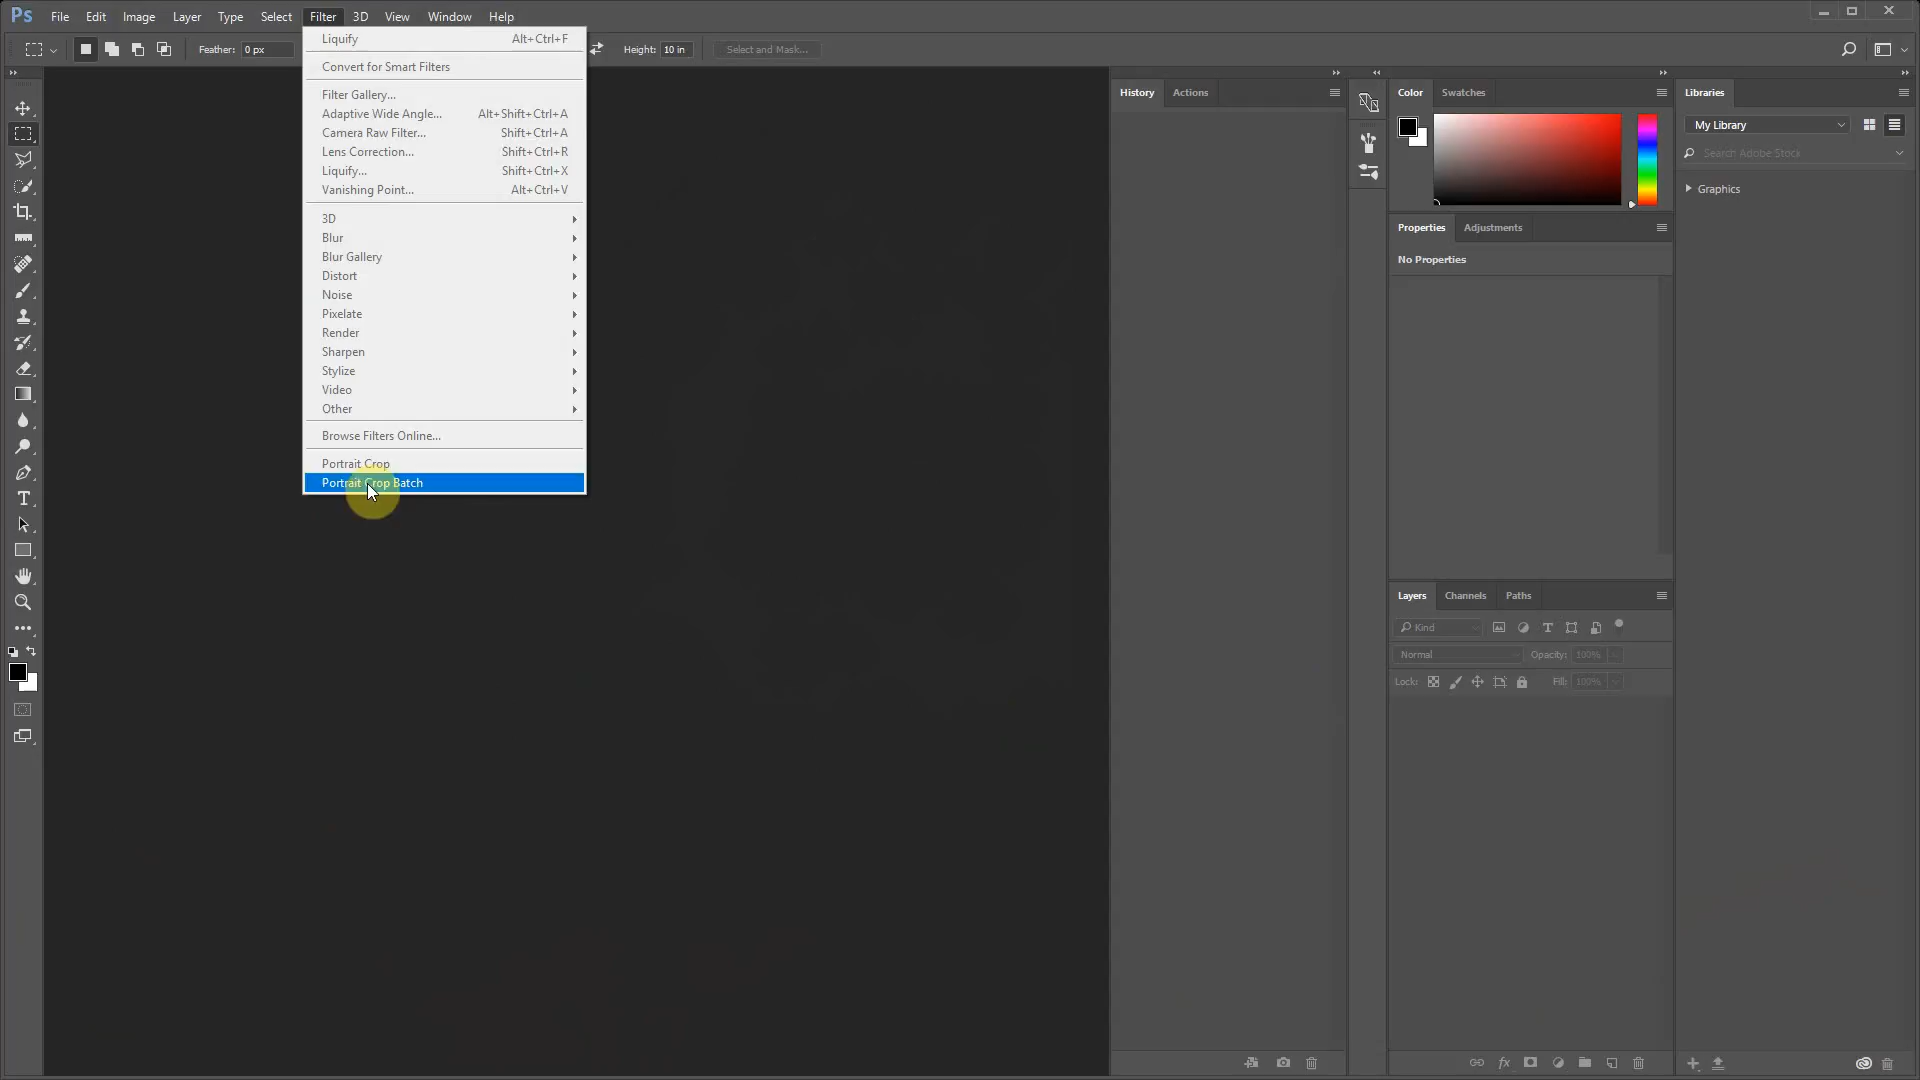 Ps File Edit Image Layer Type Select Filter 3D View Window Help
Feather: 0 px Height: 10 in Select and Mask...
Liquify Alt+Ctrl+F
Convert for Smart Filters
Filter Gallery...
Adaptive Wide Angle... Alt+Shift+Ctrl+A
Camera Raw Filter... Shift+Ctrl+A
Lens Correction... Shift+Ctrl+R
Liquify... Shift+Ctrl+X
Vanishing Point... Alt+Ctrl+V
3D
Blur
Blur Gallery
Distort
Noise
Pixelate
Render
Sharpen
Stylize
Video
Other
Browse Filters Online...
Portrait Crop
Portrait Crop Batch
History Actions
Color Swatches
Properties Adjustments
No Properties
Layers Channels Paths
Kind
Normal Opacity: 100%
Lock: Fill: 100%
fx
Libraries
My Library
Search Adobe Stock
Graphics